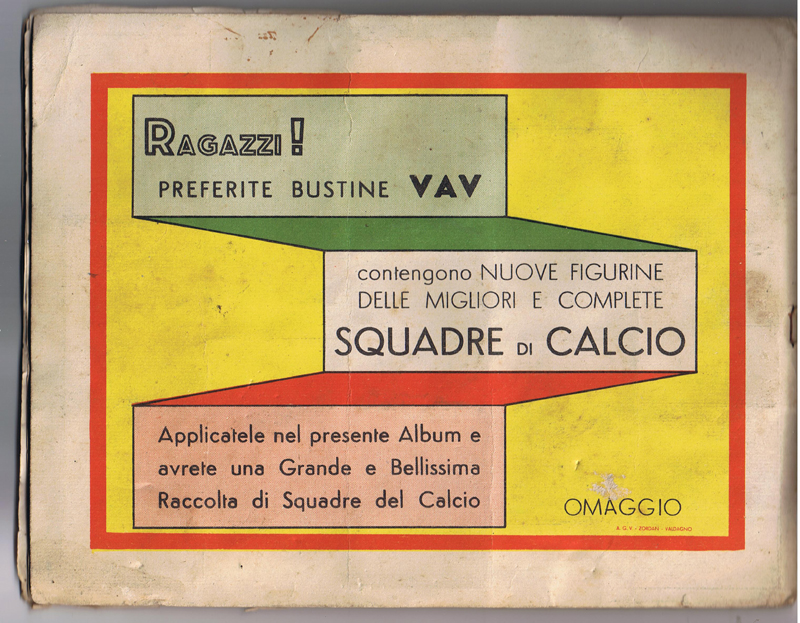 RAGAZZI!
PREFERITE BUSTINE VAV
contengono NUOVE FIGURINE
DELLE MIGLIORI E COMPLETE
SQUADRE DI CALCIO
Applicatele nel presente Album e
avrete una Grande e Bellissima
Raccolta di Squadre del Calcio
OMAGGIO
A. G. V. - ZORDAN - VALDAGNO